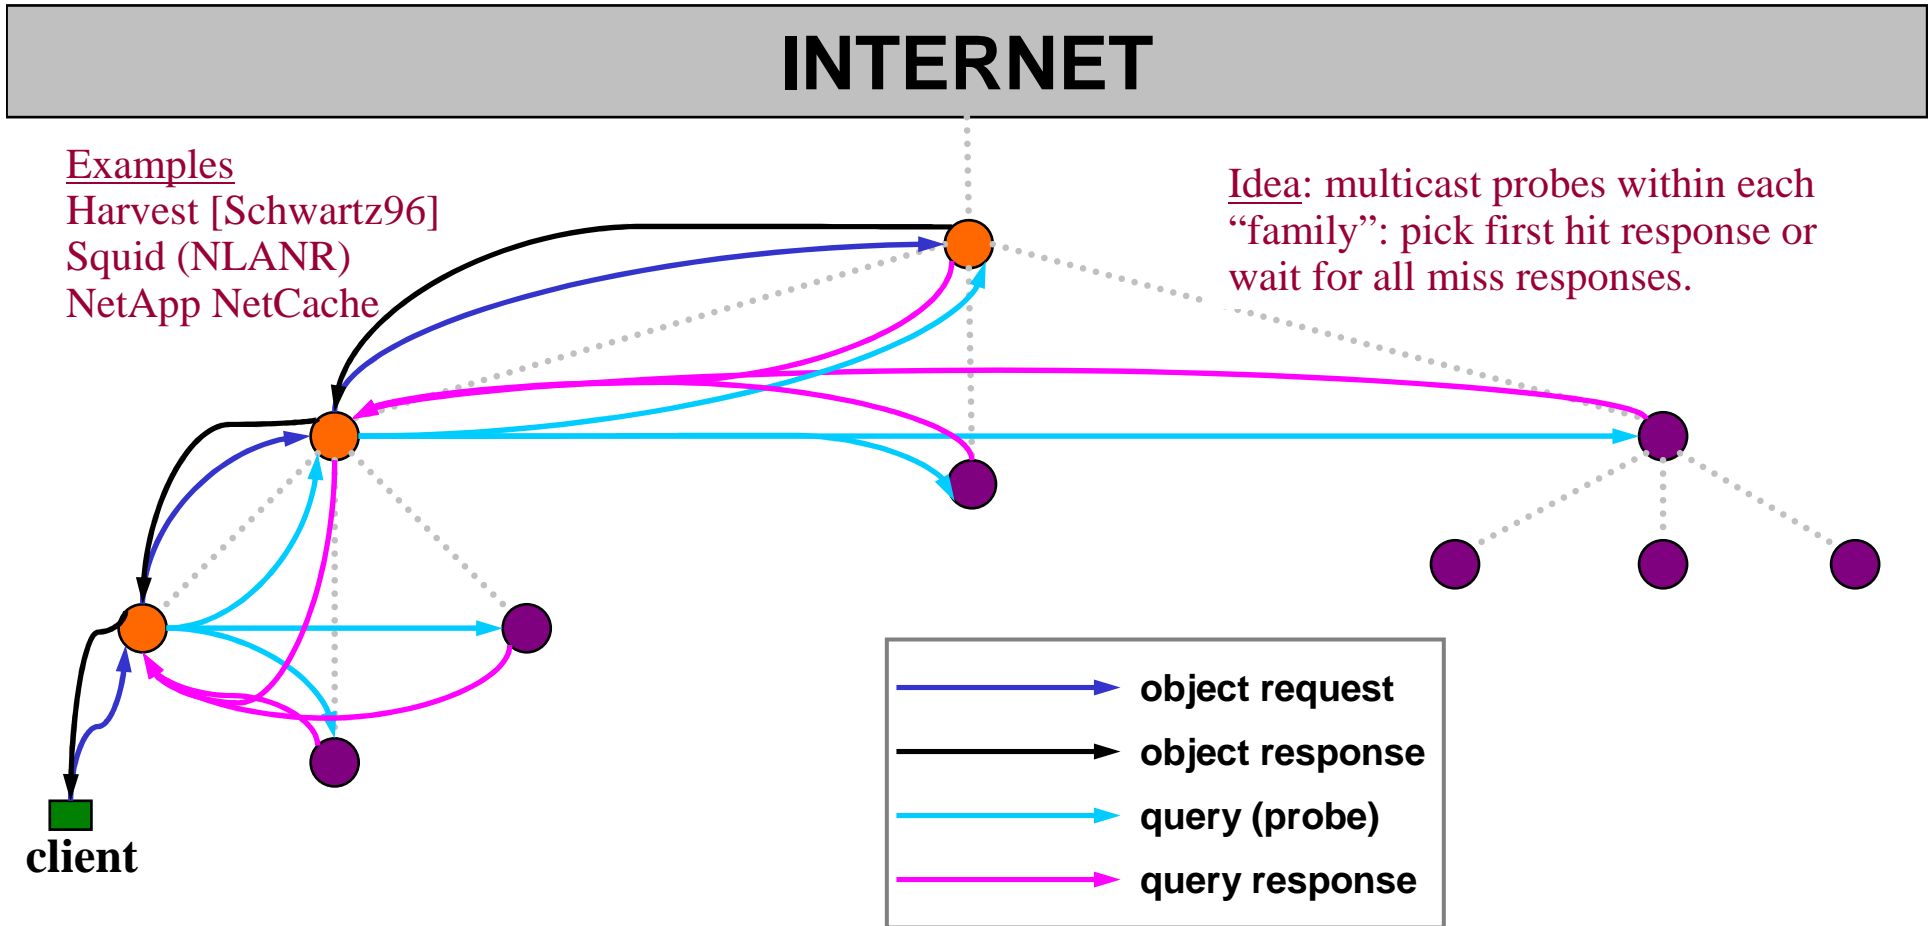 INTERNET
Examples
Harvest [Schwartz96]
Squid (NLANR)
NetApp NetCache
Idea: multicast probes within each
“family”: pick first hit response or
wait for all miss responses.
object request
object response
query (probe)
query response
client